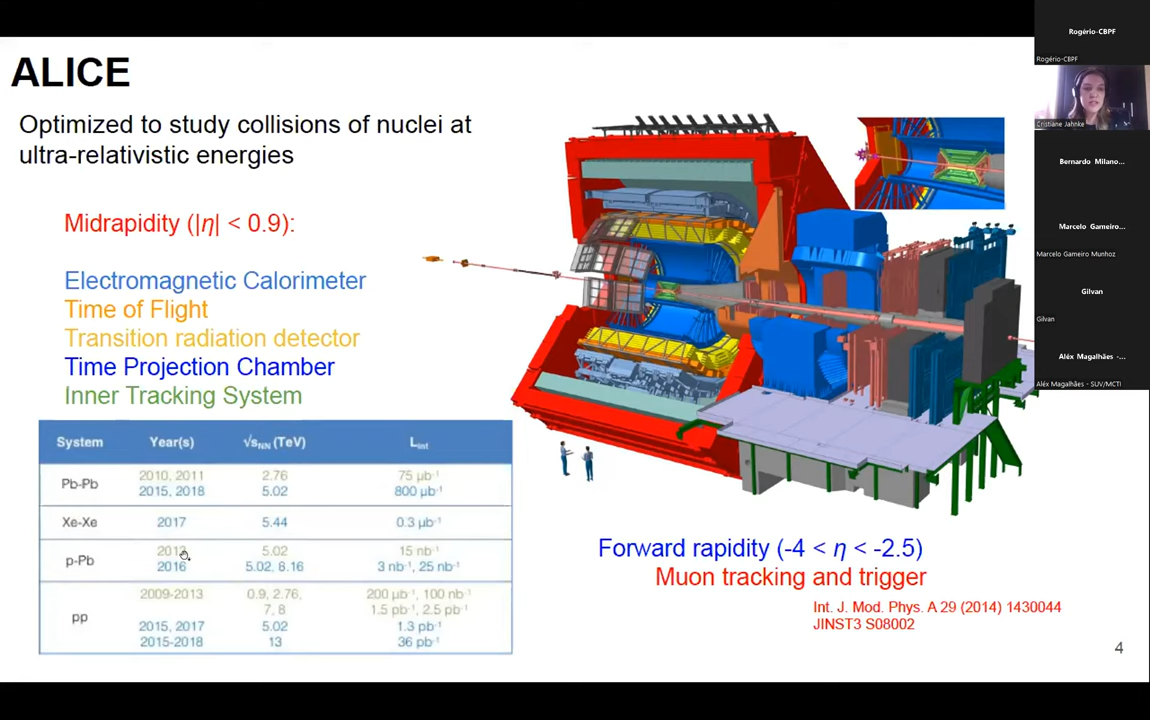 ALICE
Optimized to study collisions of nuclei at
ultra-relativistic energies
Midrapidity (|η| < 0.9):
Electromagnetic Calorimeter
Time of Flight
Transition radiation detector
Time Projection Chamber
Inner Tracking System
System Year(s) √sNN (TeV) Lint
Pb-Pb
2010, 2011 2.76 75 μb⁻¹
2015, 2018 5.02 800 μb⁻¹
Xe-Xe 2017 5.44 0.3 μb⁻¹
p-Pb
5.02 15 nb⁻¹
2016 5.02, 8.16 3 nb⁻¹, 25 nb⁻¹
pp
2009-2013 0.9, 2.76, 200 μb⁻¹, 100 nb⁻¹
7, 8 1.5 pb⁻¹, 2.5 pb⁻¹
2015, 2017 5.02 1.3 pb⁻¹
2015-2018 13 36 pb⁻¹
Forward rapidity (-4 < η < -2.5)
Muon tracking and trigger
Int. J. Mod. Phys. A 29 (2014) 1430044
JINST3 S08002
4
Rogério-CBPF
Rogério-CBPF
Cristiane Jahnke
Bernardo Milano...
Marcelo Gameiro...
Marcelo Gameiro Munhoz
Gilvan
Gilvan
Aléx Magalhães -...
Aléx Magalhães - SUV/MCTI